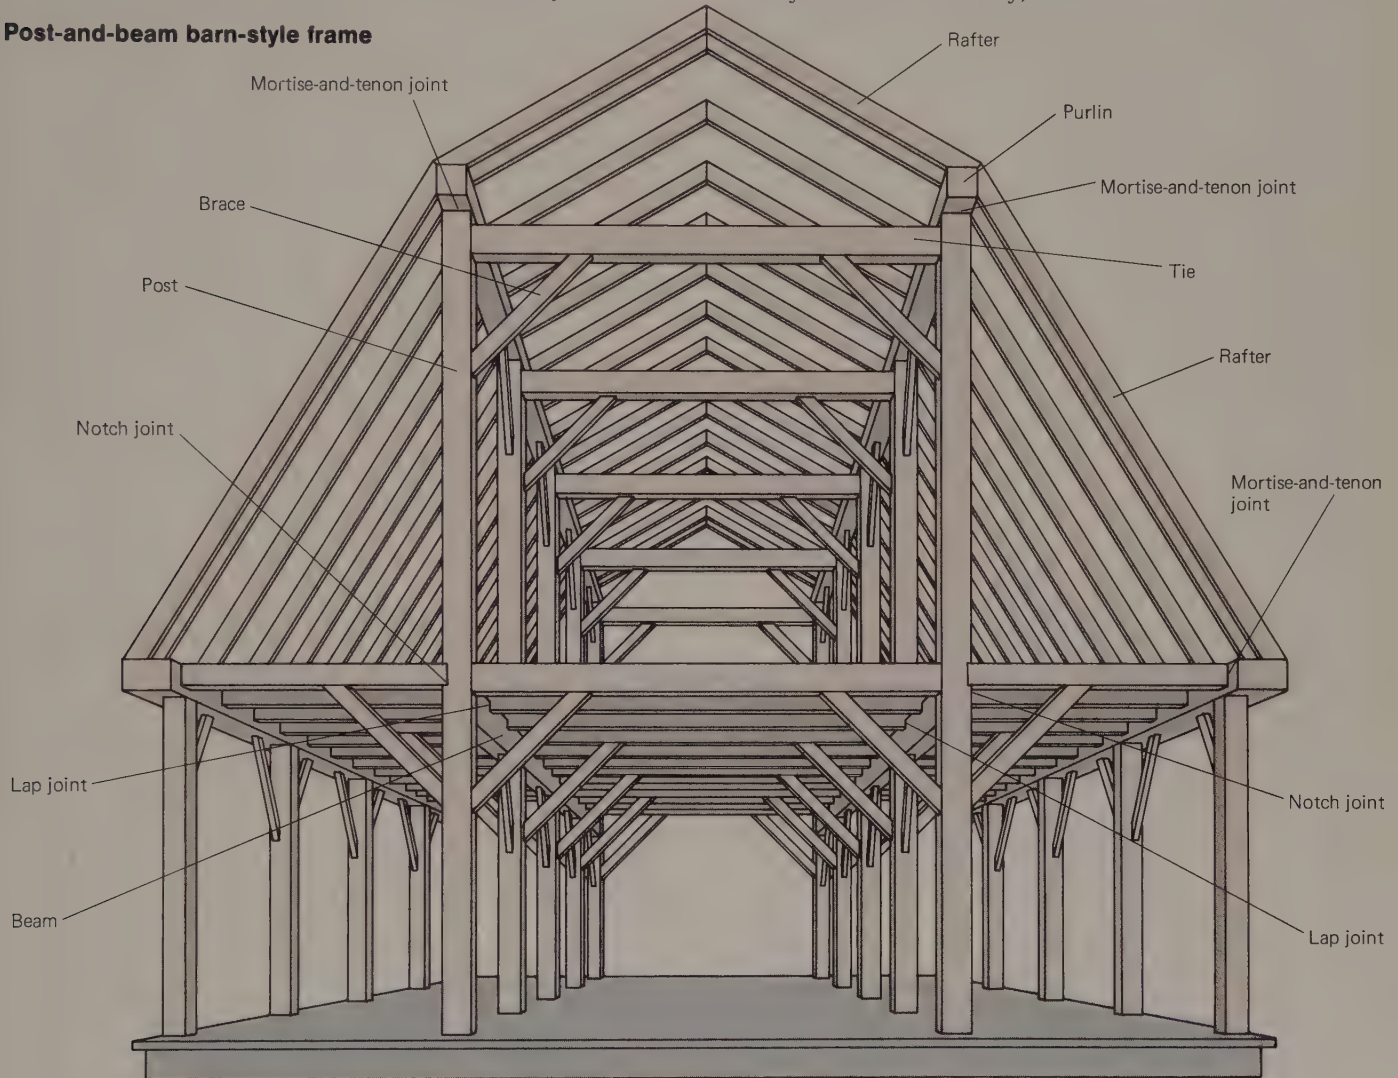 Post-and-beam barn-style frame
Rafter
Mortise-and-tenon joint
Purlin
Mortise-and-tenon joint
Brace
Tie
Post
Rafter
Notch joint
Mortise-and-tenon
joint
Lap joint
Notch joint
Beam
Lap joint